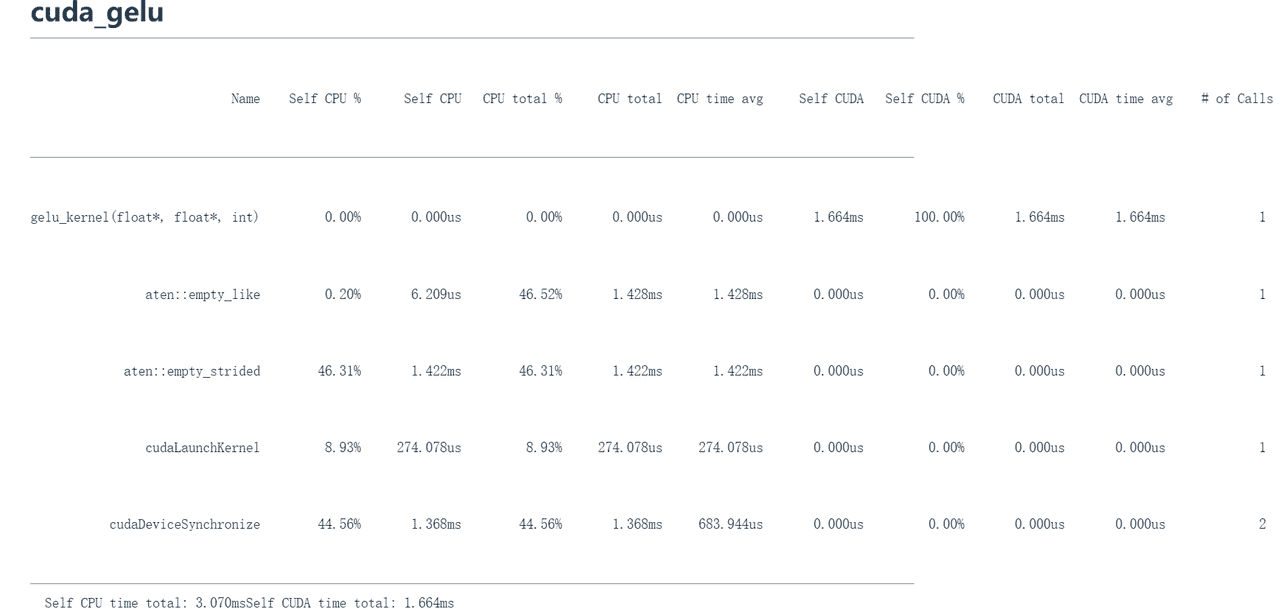 cuda_gelu
Name Self CPU % Self CPU CPU total % CPU total CPU time avg Self CUDA Self CUDA % CUDA total CUDA time avg # of Calls
gelu_kernel(float*, float*, int) 0.00% 0.000us 0.00% 0.000us 0.000us 1.664ms 100.00% 1.664ms 1.664ms 1
aten::empty_like 0.20% 6.209us 46.52% 1.428ms 1.428ms 0.000us 0.00% 0.000us 0.000us 1
aten::empty_strided 46.31% 1.422ms 46.31% 1.422ms 1.422ms 0.000us 0.00% 0.000us 0.000us 1
cudaLaunchKernel 8.93% 274.078us 8.93% 274.078us 274.078us 0.000us 0.00% 0.000us 0.000us 1
cudaDeviceSynchronize 44.56% 1.368ms 44.56% 1.368ms 683.944us 0.000us 0.00% 0.000us 0.000us 2
Self CPU time total: 3.070msSelf CUDA time total: 1.664ms